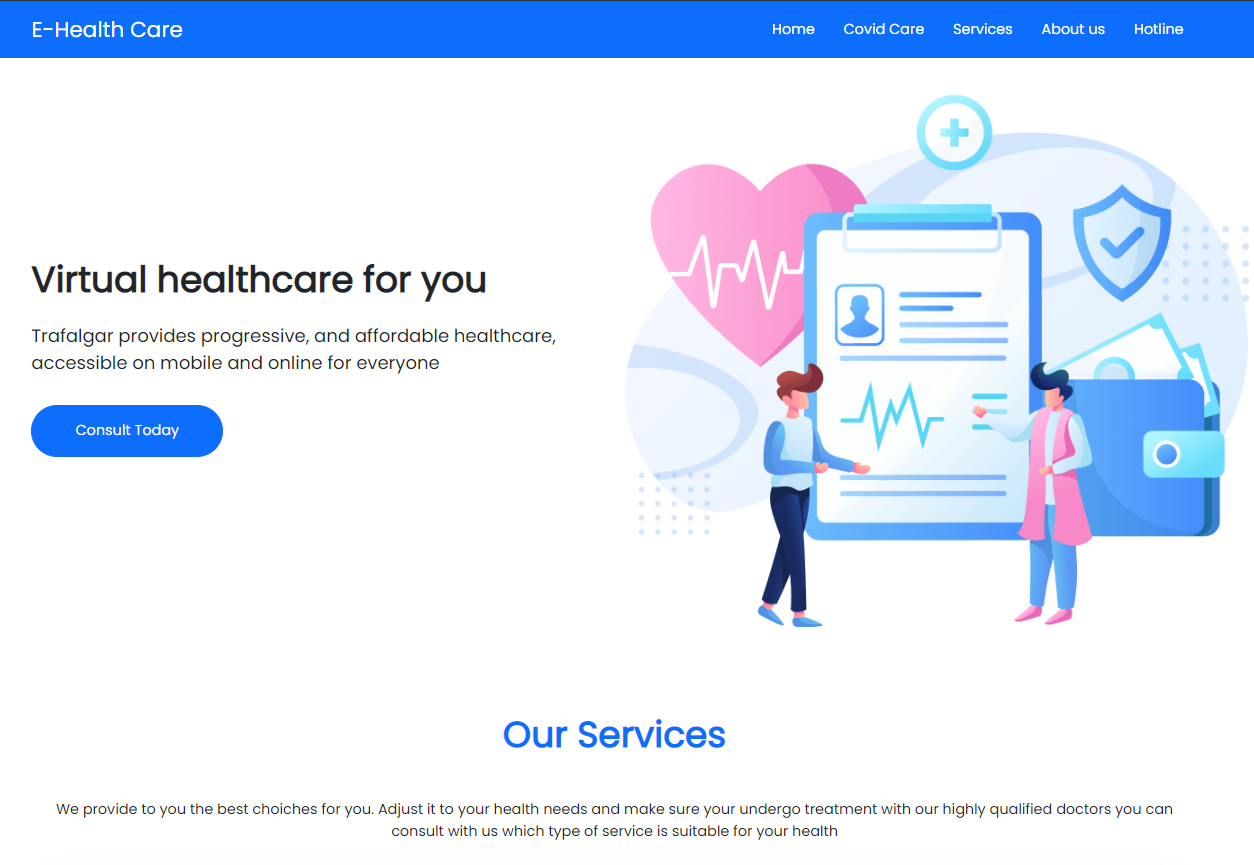 E-Health Care
Home
Covid Care
Services
About us
Hotline
Virtual healthcare for you
Trafalgar provides progressive, and affordable healthcare,
accessible on mobile and online for everyone
Consult Today
Our Services
We provide to you the best choiches for you. Adjust it to your health needs and make sure your undergo treatment with our highly qualified doctors you can
consult with us which type of service is suitable for your health